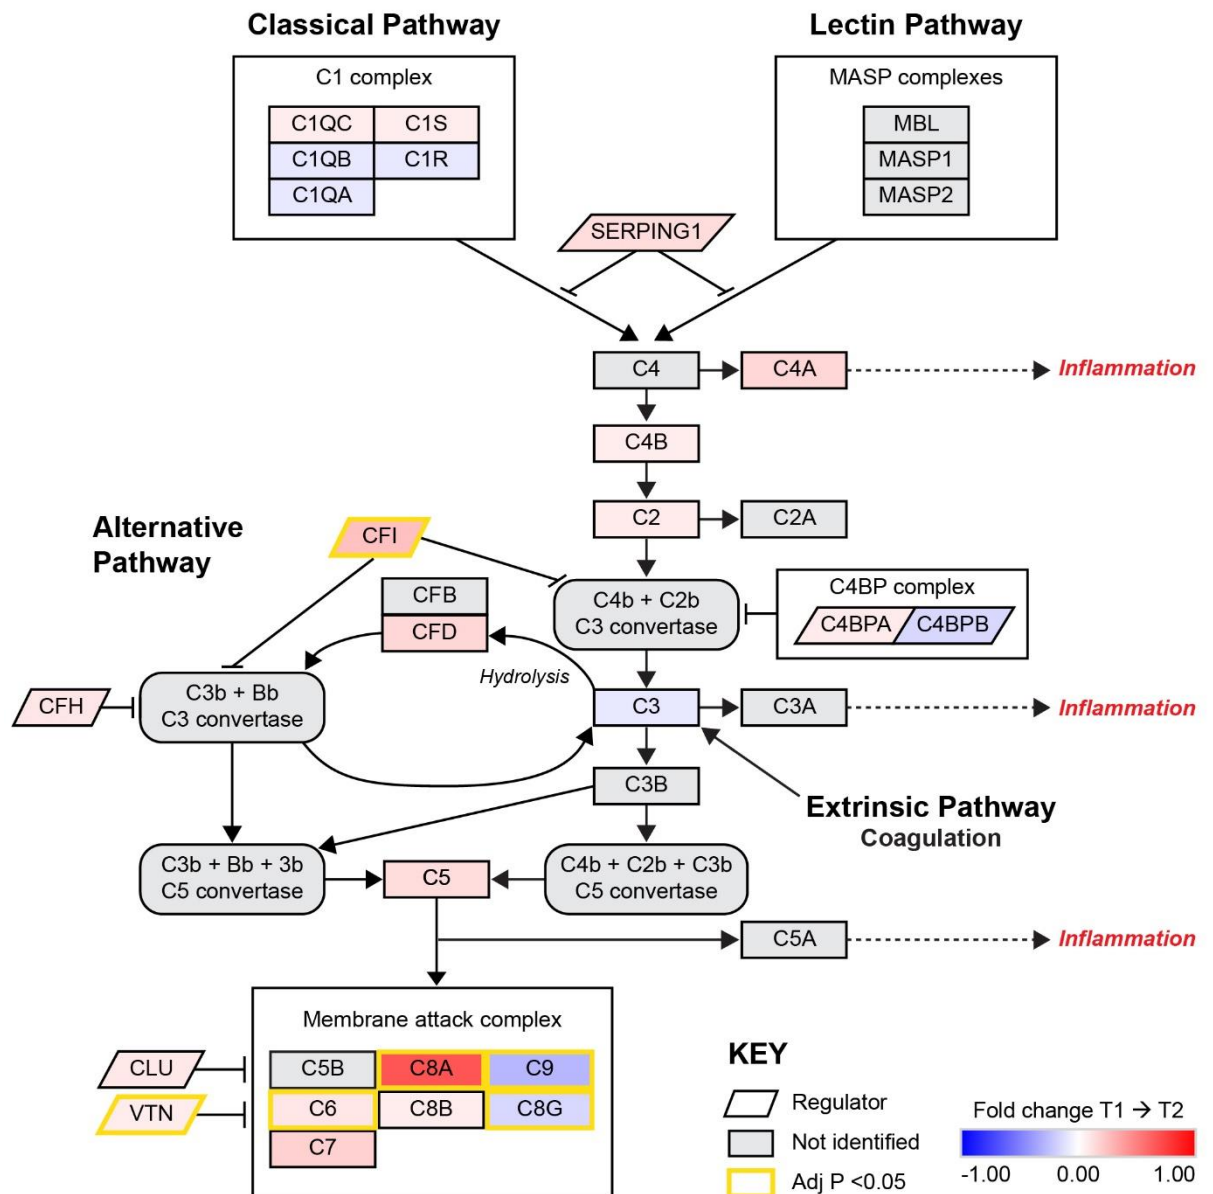 Classical Pathway
Lectin Pathway
C1 complex
C1QC C1S
C1QB C1R
C1QA
MASP complexes
MBL
MASP1
MASP2
SERPING1
C4 C4A Inflammation
C4B
C2 C2A
Alternative
Pathway
CFI
CFB
CFD
C4b + C2b
C3 convertase
C4BP complex
C4BPA C4BPB
Hydrolysis
CFH
C3b + Bb
C3 convertase
C3 C3A Inflammation
C3B
Extrinsic Pathway
Coagulation
C3b + Bb + 3b
C5 convertase
C5
C4b + C2b + C3b
C5 convertase
C5A Inflammation
Membrane attack complex
CLU
VTN
C5B C8A C9
C6 C8B C8G
C7
KEY
Regulator
Not identified
Adj P <0.05
Fold change T1 → T2
-1.00 0.00 1.00